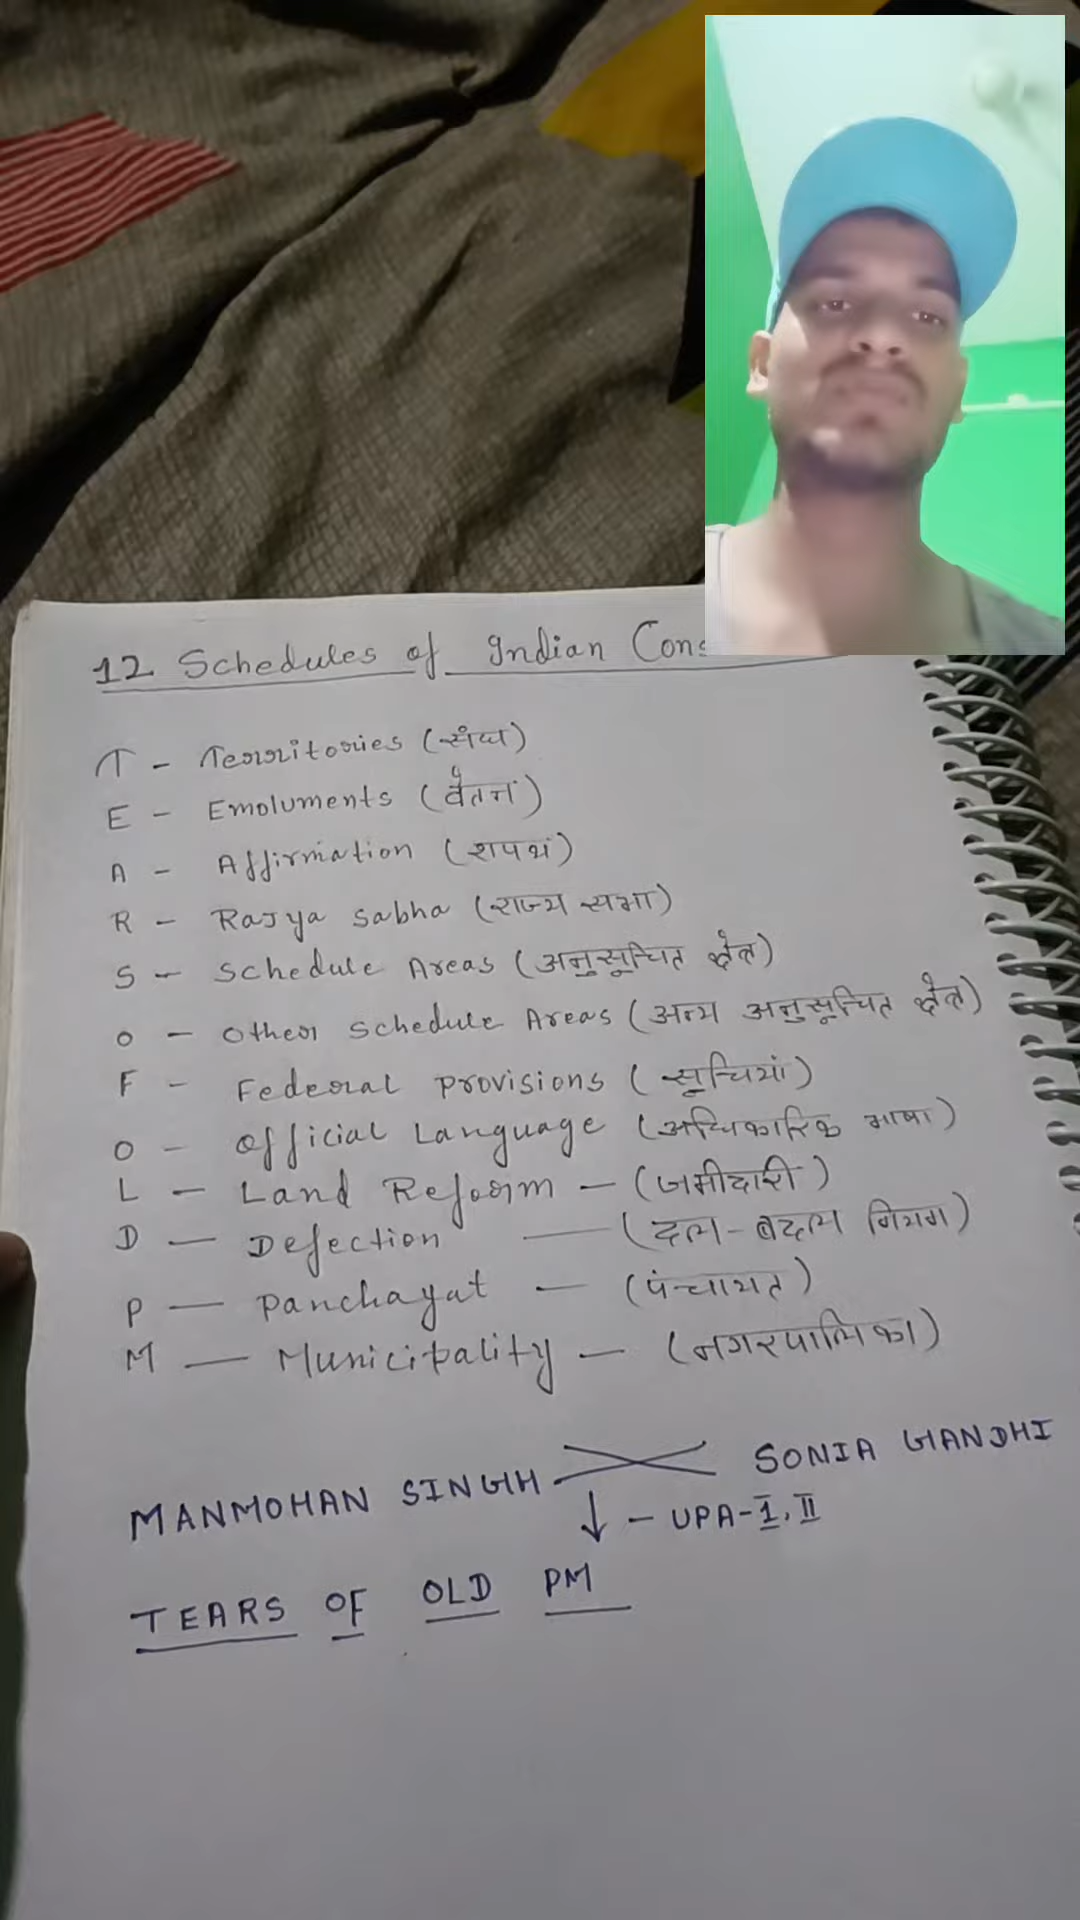 12 Schedules of Indian Cons
T - Territories (संघ)
E - Emoluments (वेतन)
A - Affirmation (शपथ)
R - Rajya Sabha (राज्य सभा)
S - Schedule Areas (अनुसूचित क्षेत्र)
O - Other Schedule Areas (अन्य अनुसूचित क्षेत्र)
F - Federal Provisions (सूचियां)
O - Official Language (अधिकारिक भाषा)
L - Land Reform - (जमीदारी)
D - Defection - (दल-बदल नियम)
P - Panchayat - (पंचायत)
M - Municipality - (नगरपालिका)
MANMOHAN SINGH SONIA GANDHI
↓ - UPA-I, II
TEARS OF OLD PM